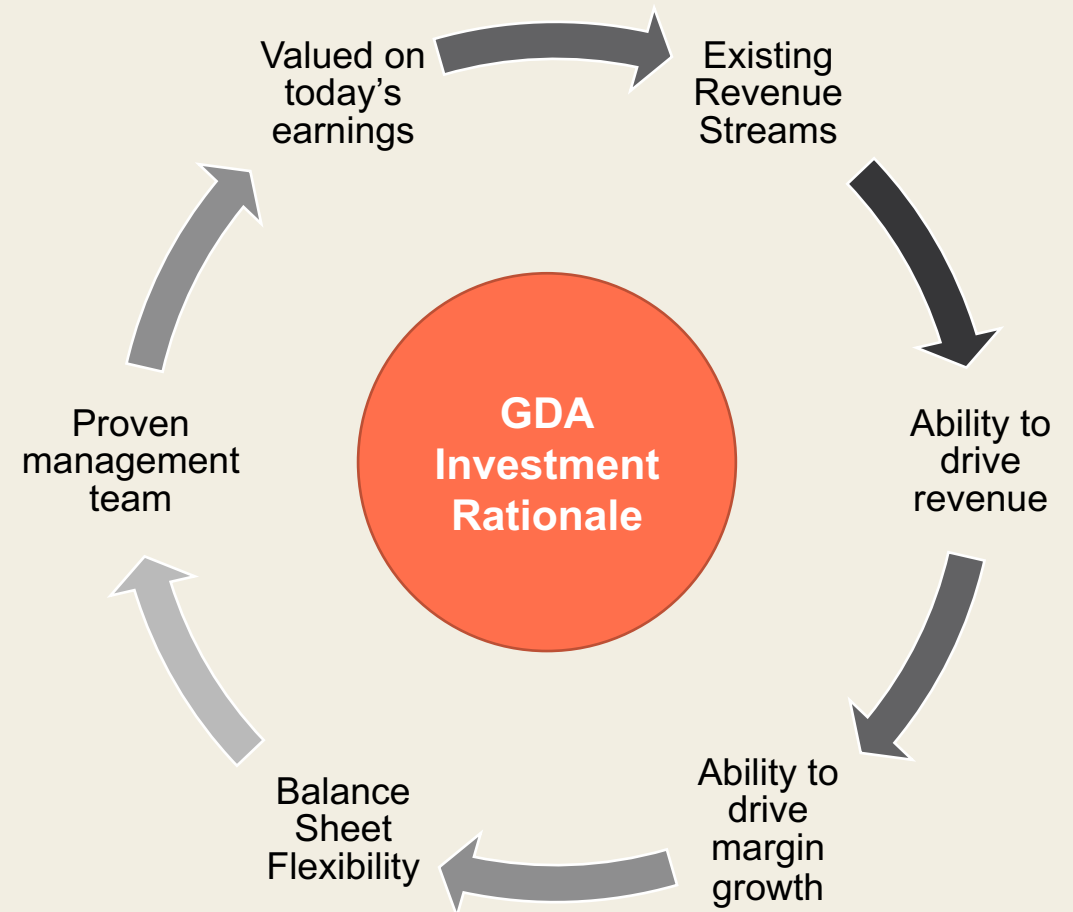 Valued on
today's
earnings
Existing
Revenue
Streams
Ability to
drive
revenue
Ability to
drive
margin
growth
Balance
Sheet
Flexibility
Proven
management
team
GDA
Investment
Rationale